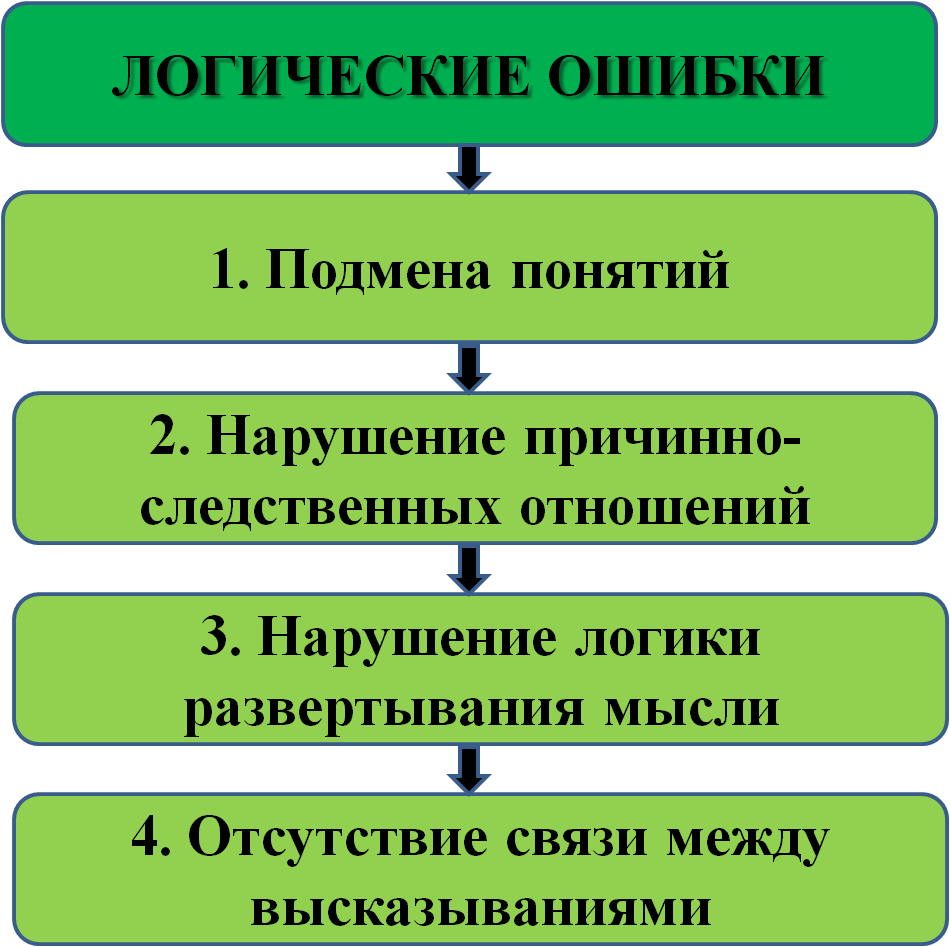 ЛОГИЧЕСКИЕ ОШИБКИ
1. Подмена понятий
2. Нарушение причинно-
следственных отношений
3. Нарушение логики
развертывания мысли
4. Отсутствие связи между
высказываниями